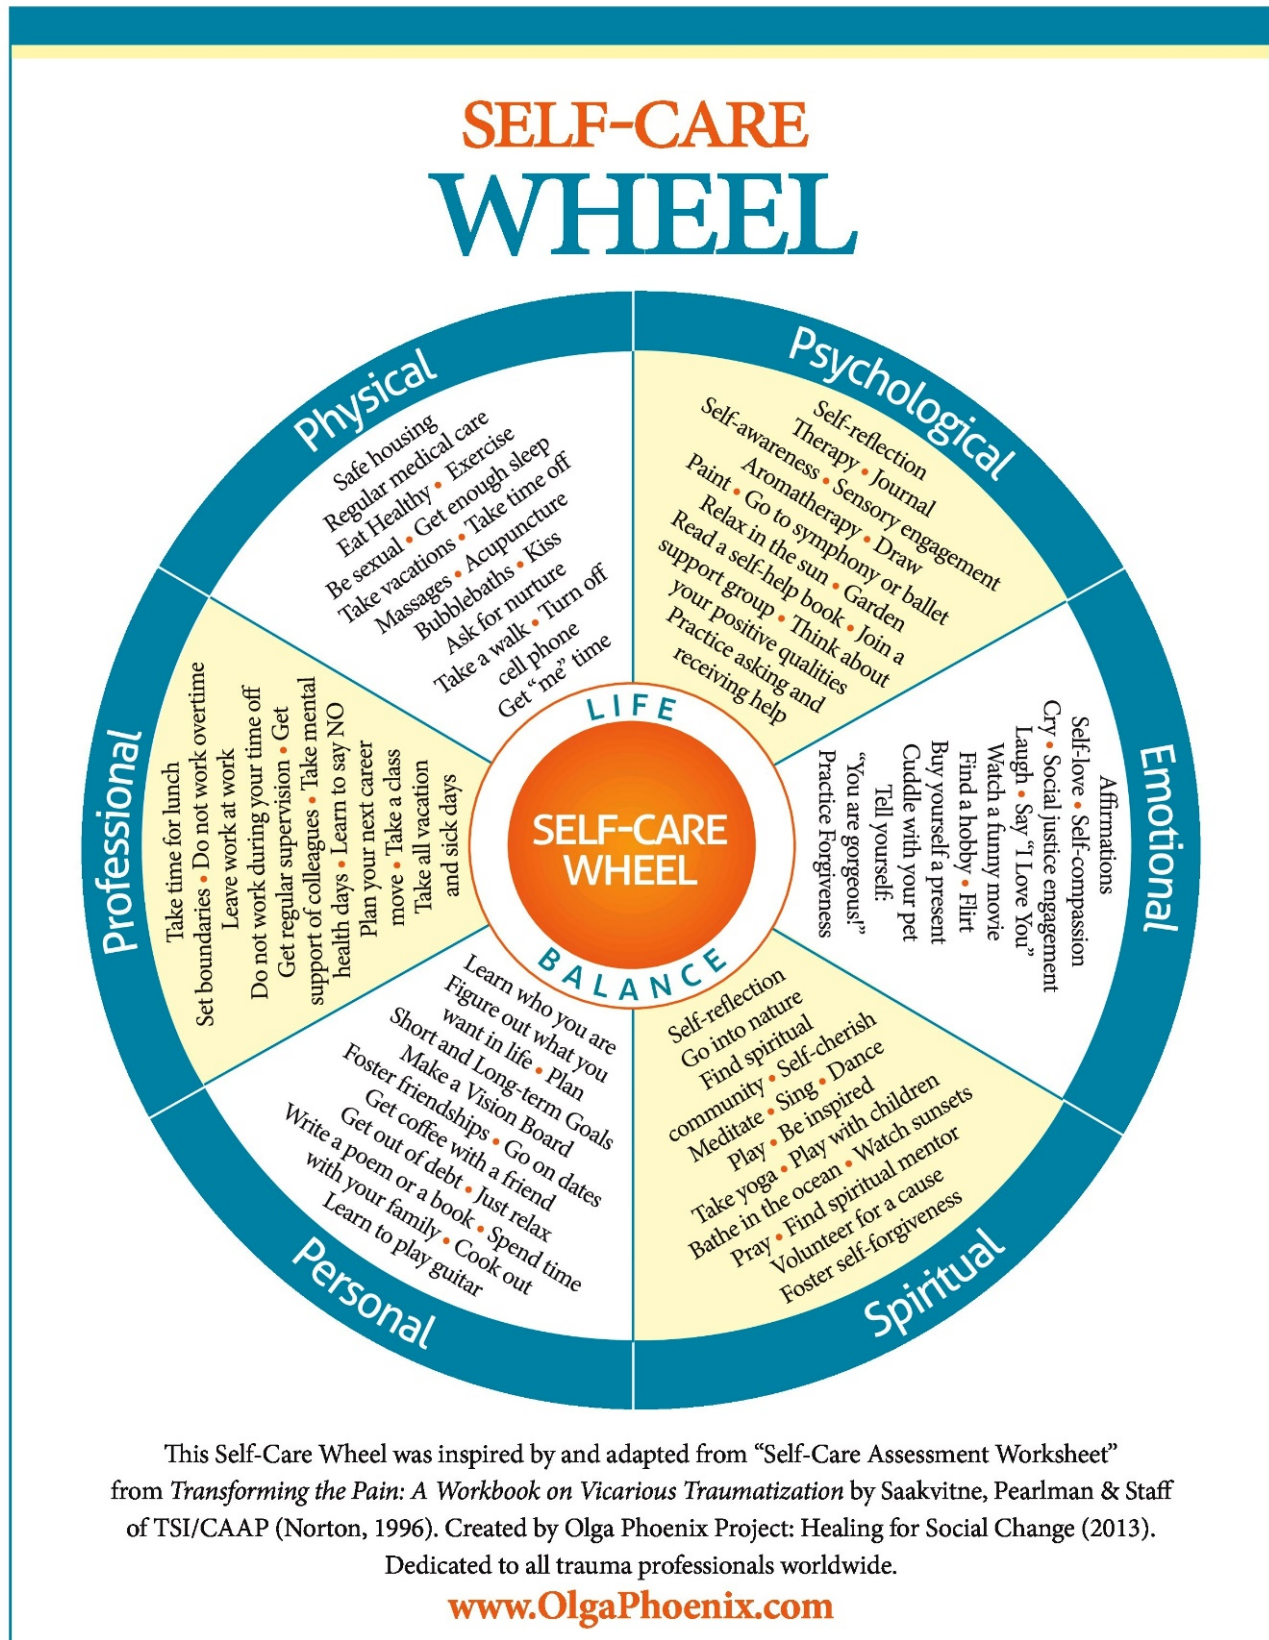 SELF-CARE
WHEEL
Physical
Safe housing
Regular medical care
Eat Healthy • Exercise
Be sexual • Get enough sleep
Take vacations • Take time off
Massages • Acupuncture
Bubblebaths • Kiss
Ask for nurture
Take a walk • Turn off
cell phone
Get “me” time
Psychological
Self-reflection
Therapy • Journal
Self-awareness • Sensory engagement
Aromatherapy • Draw
Paint • Go to symphony or ballet
Relax in the sun • Garden
Read a self-help book • Join a
support group • Think about
your positive qualities
Practice asking and
receiving help
Emotional
Affirmations
Self-love • Self-compassion
Cry • Social justice engagement
Laugh • Say “I Love You”
Watch a funny movie
Find a hobby • Flirt
Buy yourself a present
Cuddle with your pet
Tell yourself:
“You are gorgeous!”
Practice Forgiveness
Spiritual
Self-reflection
Go into nature
Find spiritual
community • Self-cherish
Meditate • Sing • Dance
Play • Be inspired
Take yoga • Play with children
Bathe in the ocean • Watch sunsets
Pray • Find spiritual mentor
Volunteer for a cause
Foster self-forgiveness
Personal
Learn who you are
Figure out what you
want in life • Plan
Short and Long-term Goals
Make a Vision Board
Foster friendships • Go on dates
Get coffee with a friend
Get out of debt • Just relax
Write a poem or a book • Spend time
with your family • Cook out
Learn to play guitar
Professional
Take time for lunch
Set boundaries • Do not work overtime
Leave work at work
Do not work during your time off
Get regular supervision • Get
support of colleagues • Take mental
health days • Learn to say NO
Plan your next career
move • Take a class
Take all vacation
and sick days
LIFE
SELF-CARE
WHEEL
BALANCE
This Self-Care Wheel was inspired by and adapted from “Self-Care Assessment Worksheet”
from Transforming the Pain: A Workbook on Vicarious Traumatization by Saakvitne, Pearlman & Staff
of TSI/CAAP (Norton, 1996). Created by Olga Phoenix Project: Healing for Social Change (2013).
Dedicated to all trauma professionals worldwide.
www.OlgaPhoenix.com